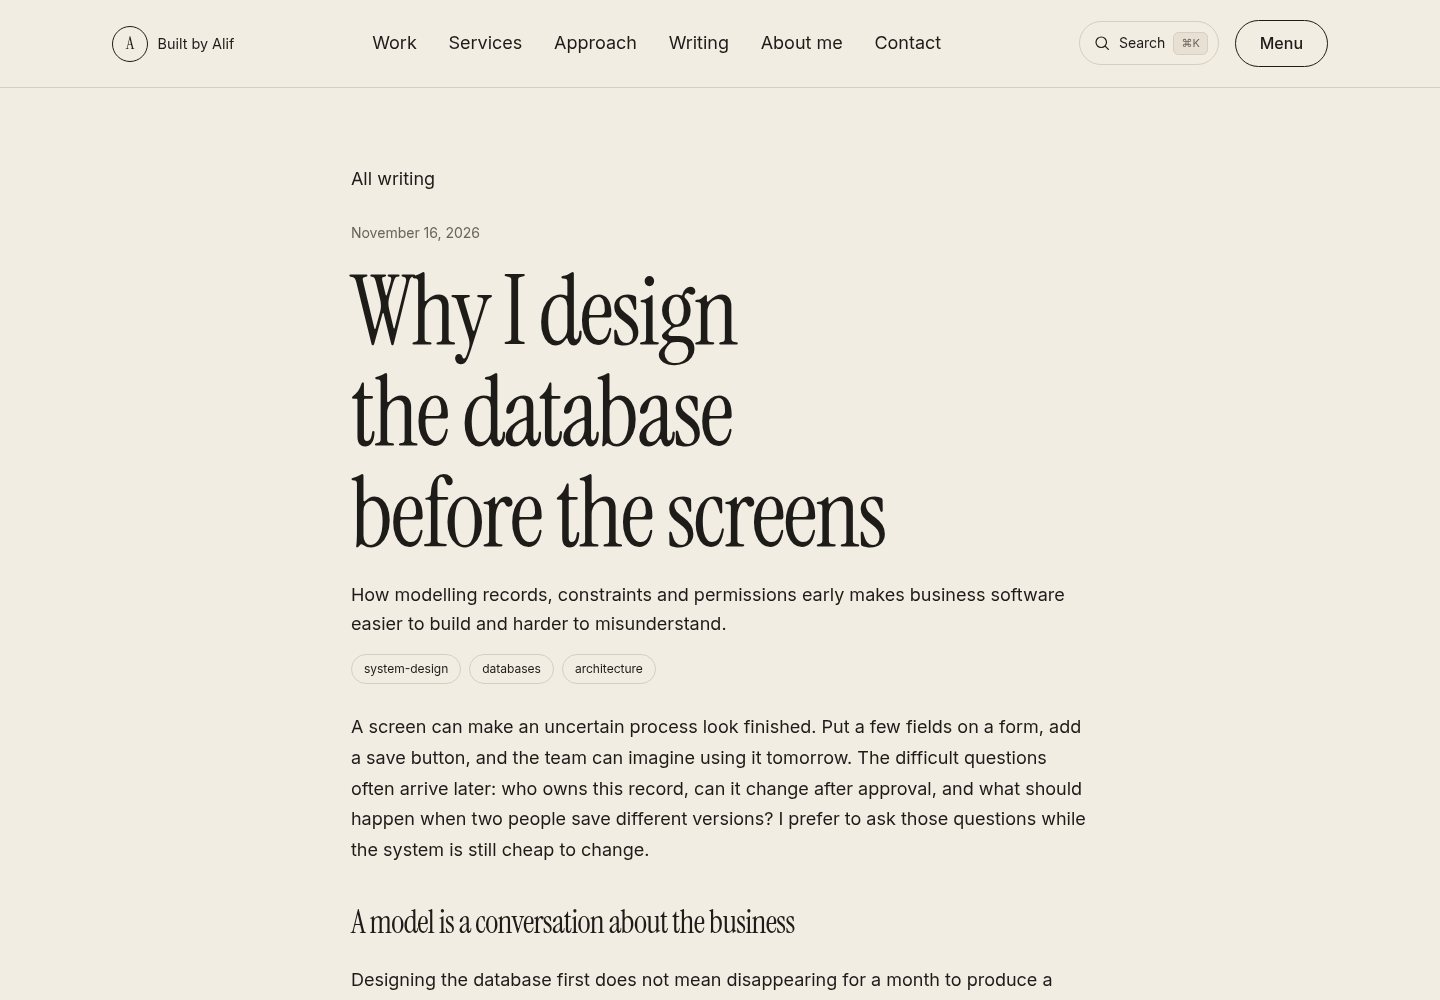 A Built by Alif
Work Services Approach Writing About me Contact
Search ⌘K
Menu
All writing
November 16, 2026
Why I design
the database
before the screens
How modelling records, constraints and permissions early makes business software
easier to build and harder to misunderstand.
system-design databases architecture
A screen can make an uncertain process look finished. Put a few fields on a form, add
a save button, and the team can imagine using it tomorrow. The difficult questions
often arrive later: who owns this record, can it change after approval, and what should
happen when two people save different versions? I prefer to ask those questions while
the system is still cheap to change.
A model is a conversation about the business
Designing the database first does not mean disappearing for a month to produce a